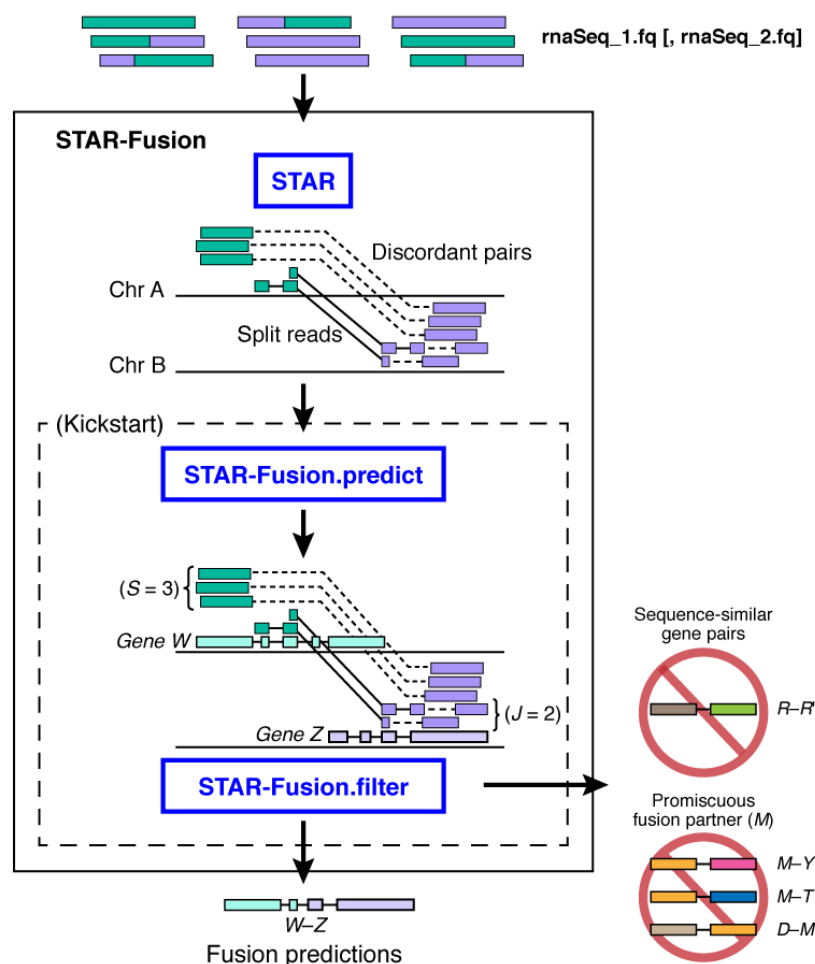 rnaSeq_1.fq [, rnaSeq_2.fq]
STAR-Fusion
STAR
Discordant pairs
Chr A
Split reads
Chr B
(Kickstart)
STAR-Fusion.predict
(S = 3)
Gene W
(J = 2)
Gene Z
STAR-Fusion.filter
Sequence-similar
gene pairs
R–R'
Promiscuous
fusion partner (M)
M–Y
M–T
D–M
W–Z
Fusion predictions